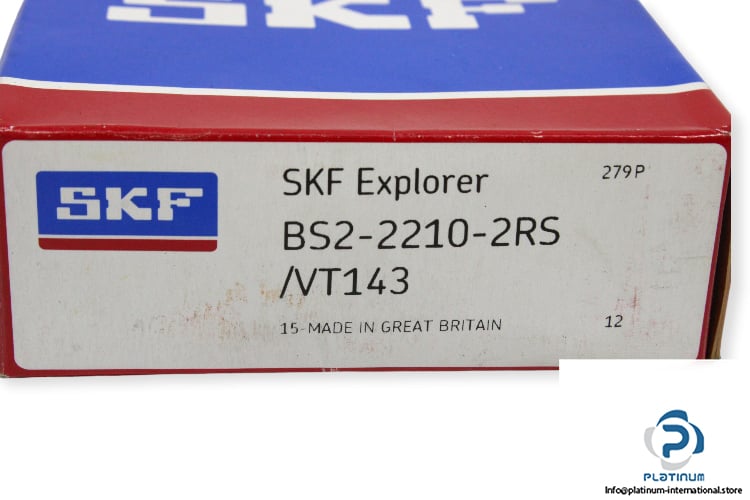 SKF
SKF
SKF Explorer
279P
BS2-2210-2RS
/VT143
15-MADE IN GREAT BRITAIN
12
PLATINUM
Info@platinum-international.store